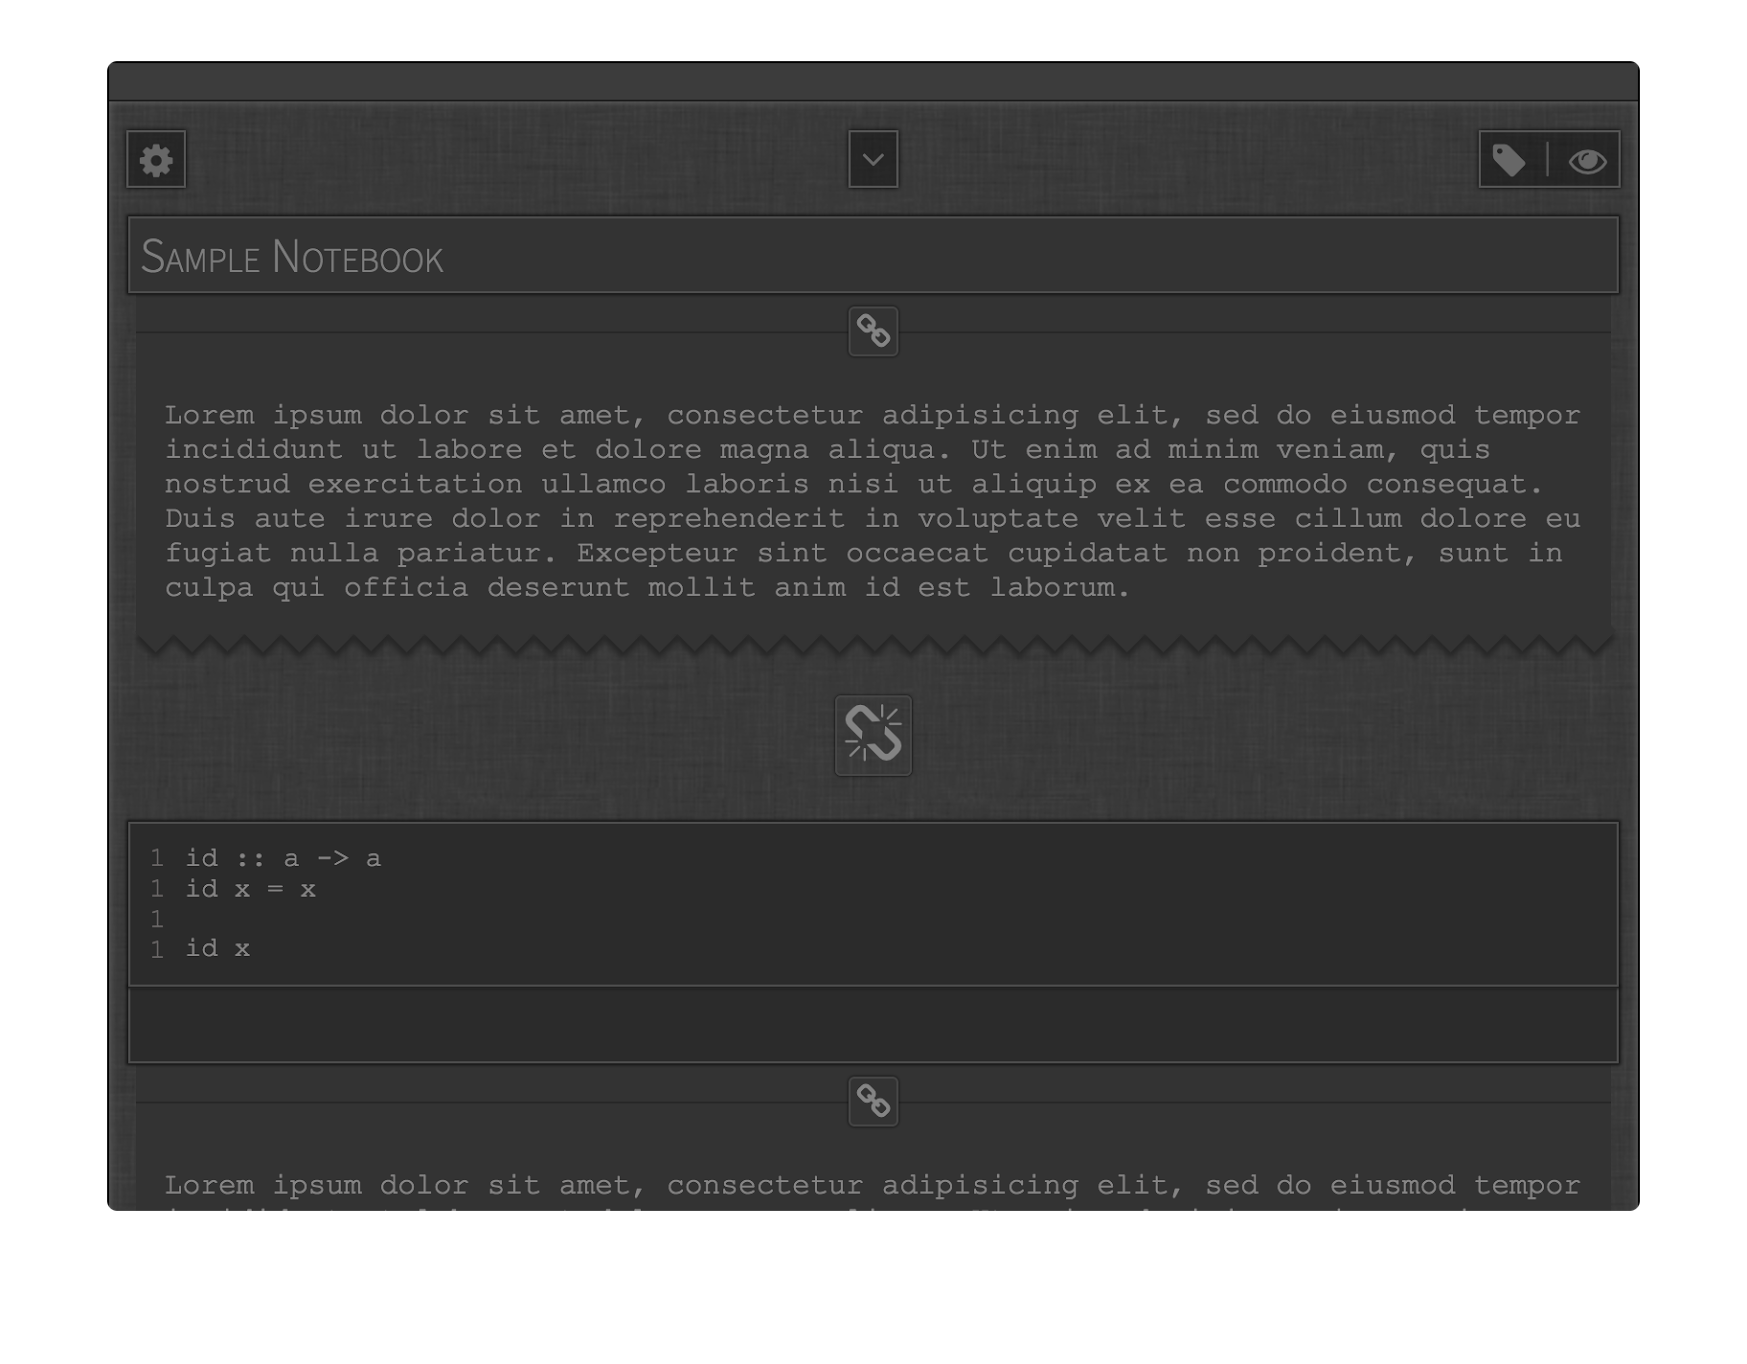 Sample Notebook
Lorem ipsum dolor sit amet, consectetur adipisicing elit, sed do eiusmod tempor
incididunt ut labore et dolore magna aliqua. Ut enim ad minim veniam, quis
nostrud exercitation ullamco laboris nisi ut aliquip ex ea commodo consequat.
Duis aute irure dolor in reprehenderit in voluptate velit esse cillum dolore eu
fugiat nulla pariatur. Excepteur sint occaecat cupidatat non proident, sunt in
culpa qui officia deserunt mollit anim id est laborum.
1 id :: a -> a
1 id x = x
1
1 id x
Lorem ipsum dolor sit amet, consectetur adipisicing elit, sed do eiusmod tempor